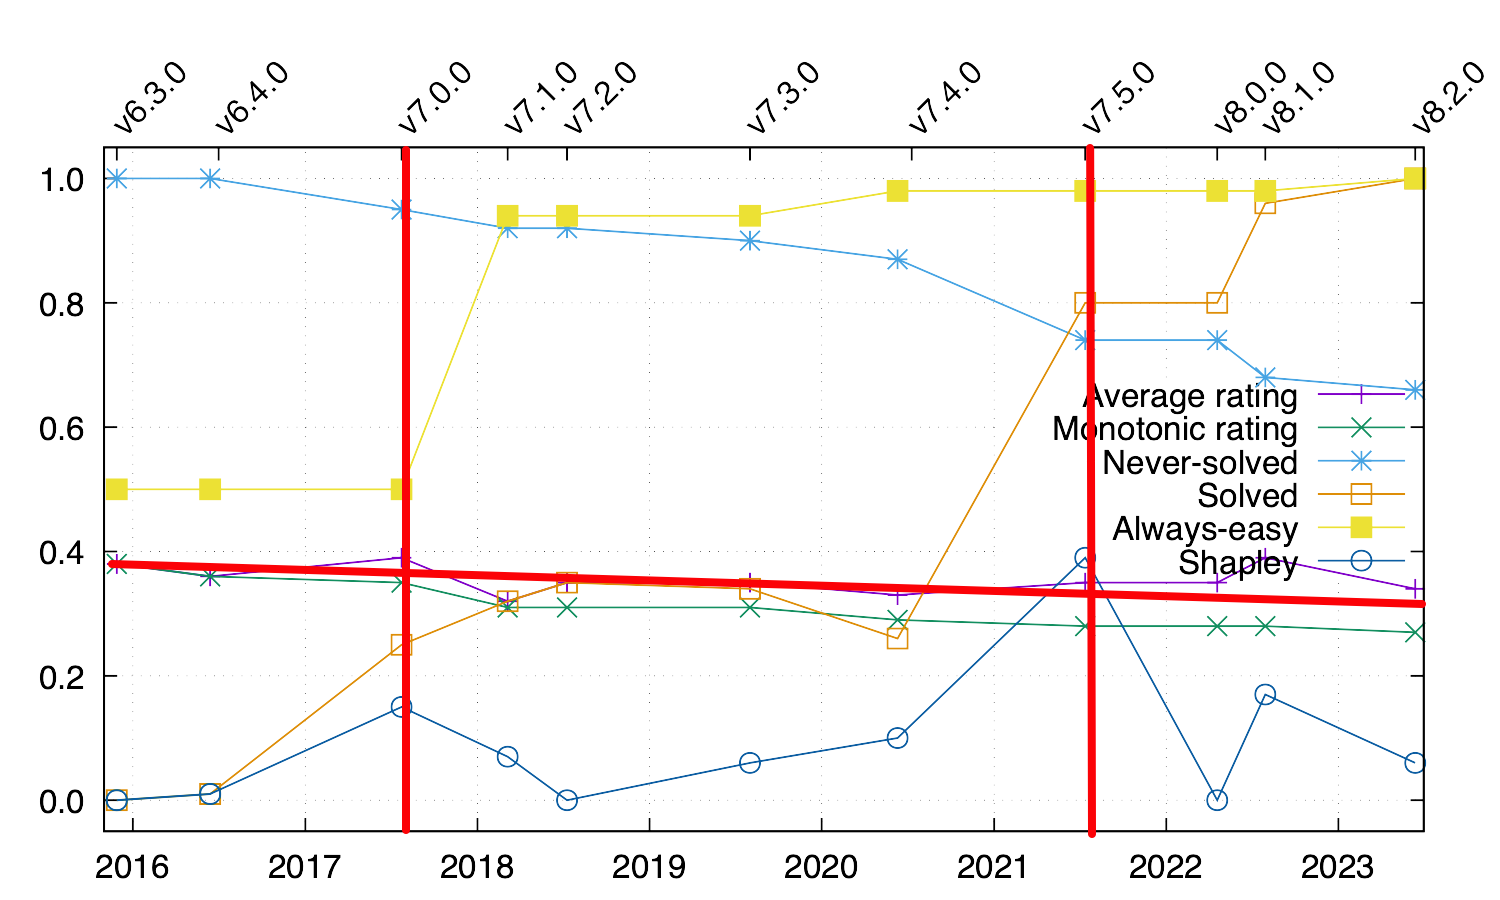 v6.3.0
v6.4.0
v7.0.0
v7.1.0
v7.2.0
v7.3.0
v7.4.0
v7.5.0
v8.0.0
v8.1.0
v8.2.0
1.0
0.8
0.6
0.4
0.2
0.0
Average rating
Monotonic rating
Never-solved
Solved
Always-easy
Shapley
2016 2017 2018 2019 2020 2021 2022 2023